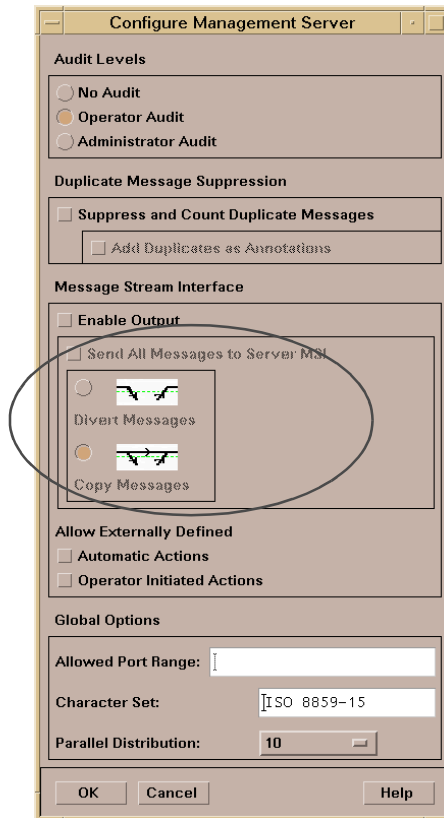 Configure Management Server
Audit Levels
No Audit
Operator Audit
Administrator Audit
Duplicate Message Suppression
Suppress and Count Duplicate Messages
Add Duplicates as Annotations
Message Stream Interface
Enable Output
Send All Messages to Server MSI
Divert Messages
Copy Messages
Allow Externally Defined
Automatic Actions
Operator Initiated Actions
Global Options
Allowed Port Range:
Character Set: ISO 8859-15
Parallel Distribution: 10
OK Cancel Help